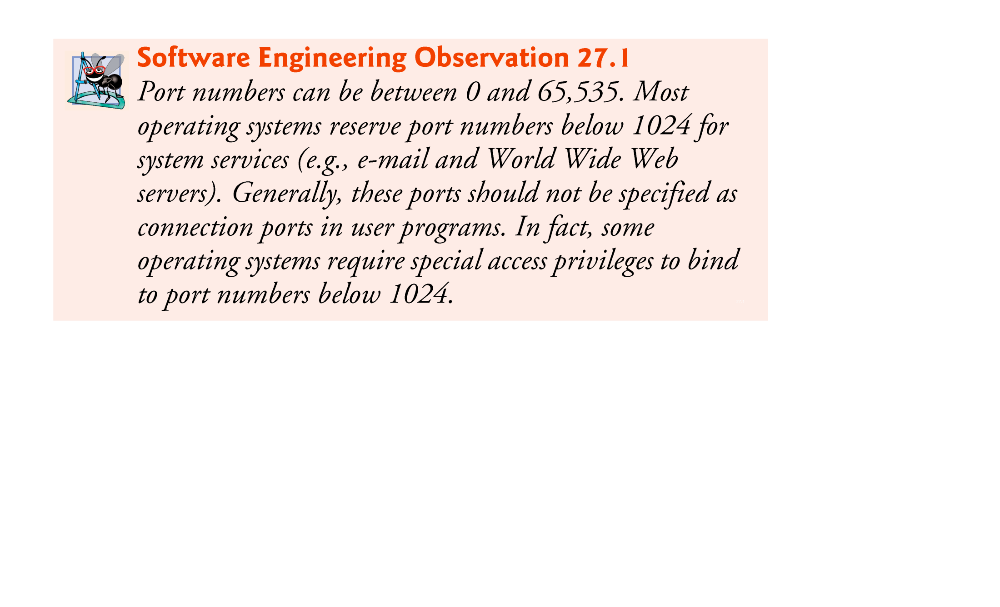 Software Engineering Observation 27.1
Port numbers can be between 0 and 65,535. Most
operating systems reserve port numbers below 1024 for
system services (e.g., e-mail and World Wide Web
servers). Generally, these ports should not be specified as
connection ports in user programs. In fact, some
operating systems require special access privileges to bind
to port numbers below 1024.